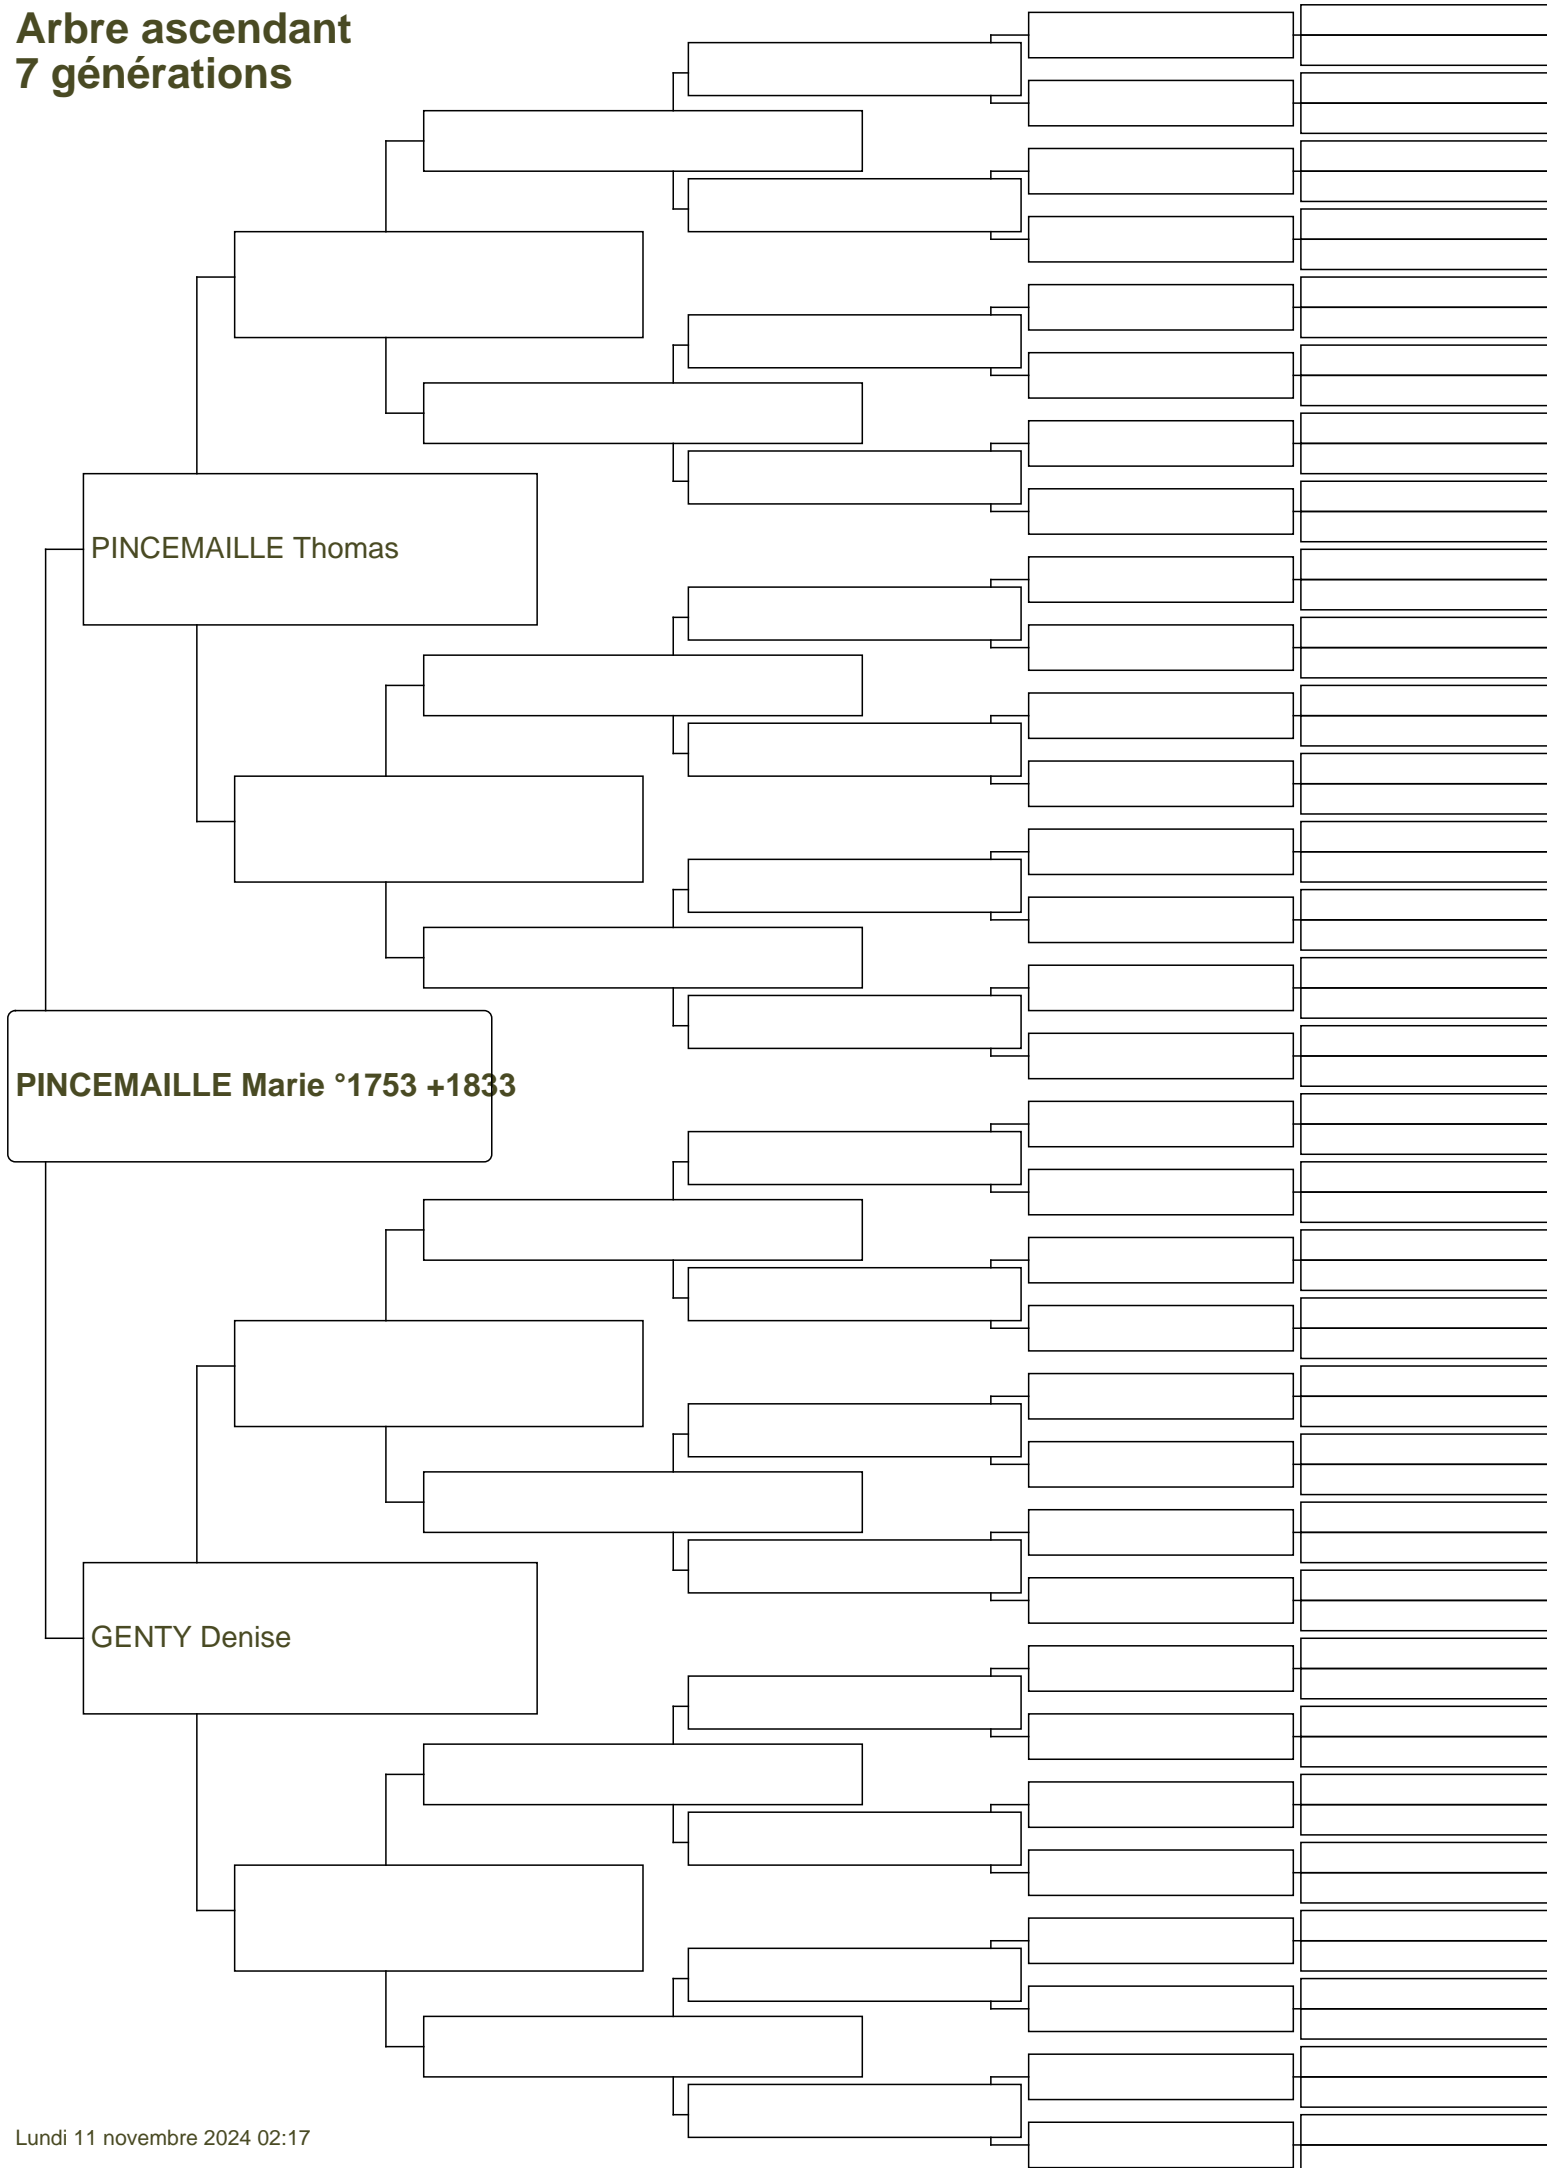 Arbre ascendant
7 générations
PINCEMAILLE Thomas
PINCEMAILLE Marie °1753 +1833
GENTY Denise
Lundi 11 novembre 2024 02:17